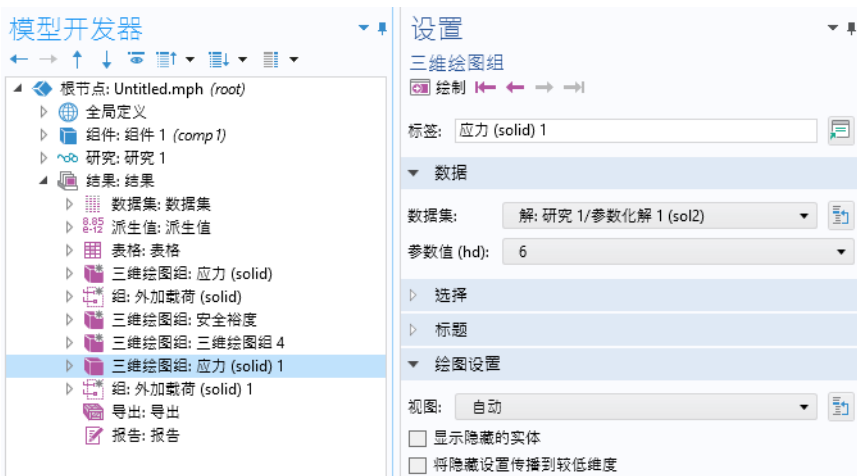 模型开发器
根节点: Untitled.mph (root)
全局定义
组件: 组件 1 (comp1)
研究: 研究 1
结果: 结果
数据集: 数据集
8.85
e-12
派生值: 派生值
表格: 表格
三维绘图组: 应力 (solid)
组: 外加载荷 (solid)
三维绘图组: 安全裕度
三维绘图组: 三维绘图组 4
三维绘图组: 应力 (solid) 1
组: 外加载荷 (solid) 1
导出: 导出
报告: 报告
设置
三维绘图组
绘制
标签: 应力 (solid) 1
数据
数据集: 解: 研究 1/参数化解 1 (sol2)
参数值 (hd): 6
选择
标题
绘图设置
视图: 自动
显示隐藏的实体
将隐藏设置传播到较低维度